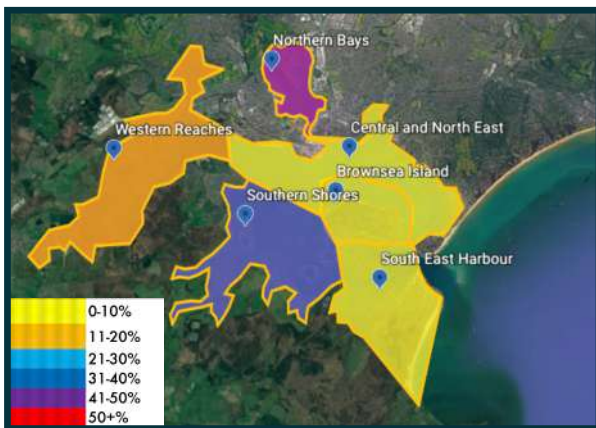 Northern Bays
Western Reaches
Central and North East
Brownsea Island
Southern Shores
South East Harbour
0-10%
11-20%
21-30%
31-40%
41-50%
50+%